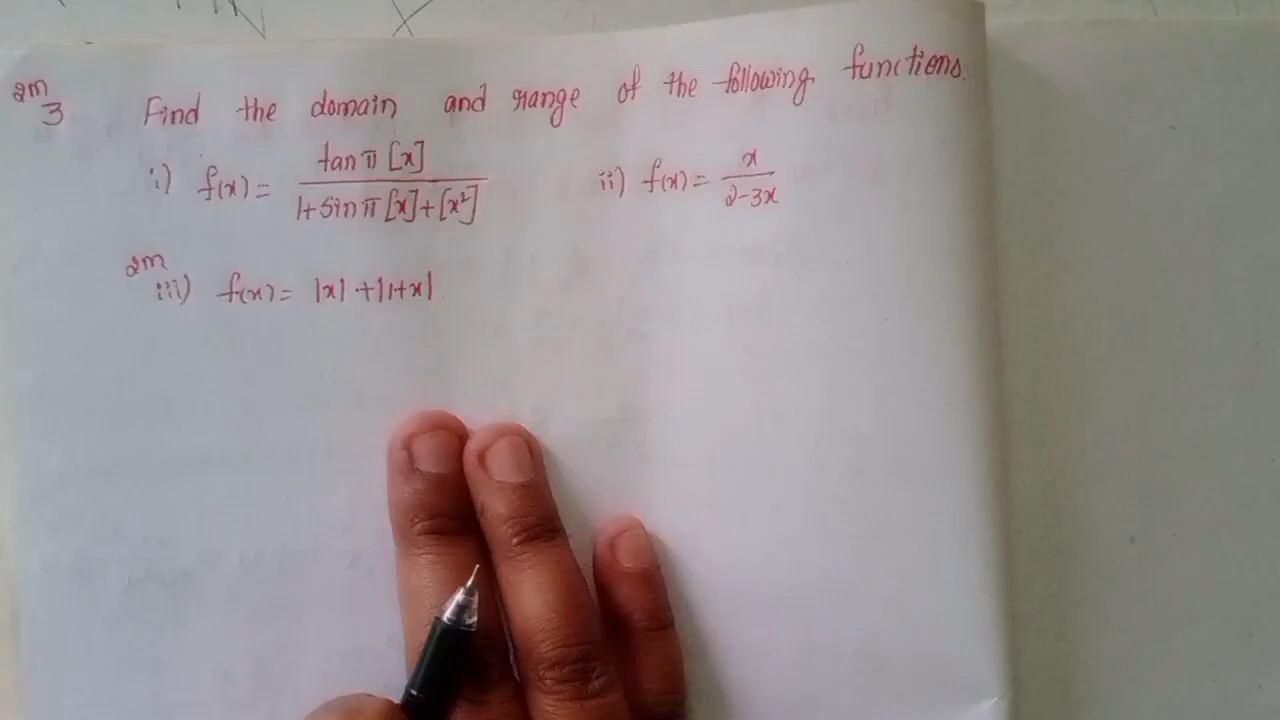 2m
3 Find the domain and range of the following functions.
i) f(x) = tan π [x] / 1+sin π [x]+[x²] ii) f(x) = x / 2-3x
2m
iii) f(x) = |x| + |1+x|